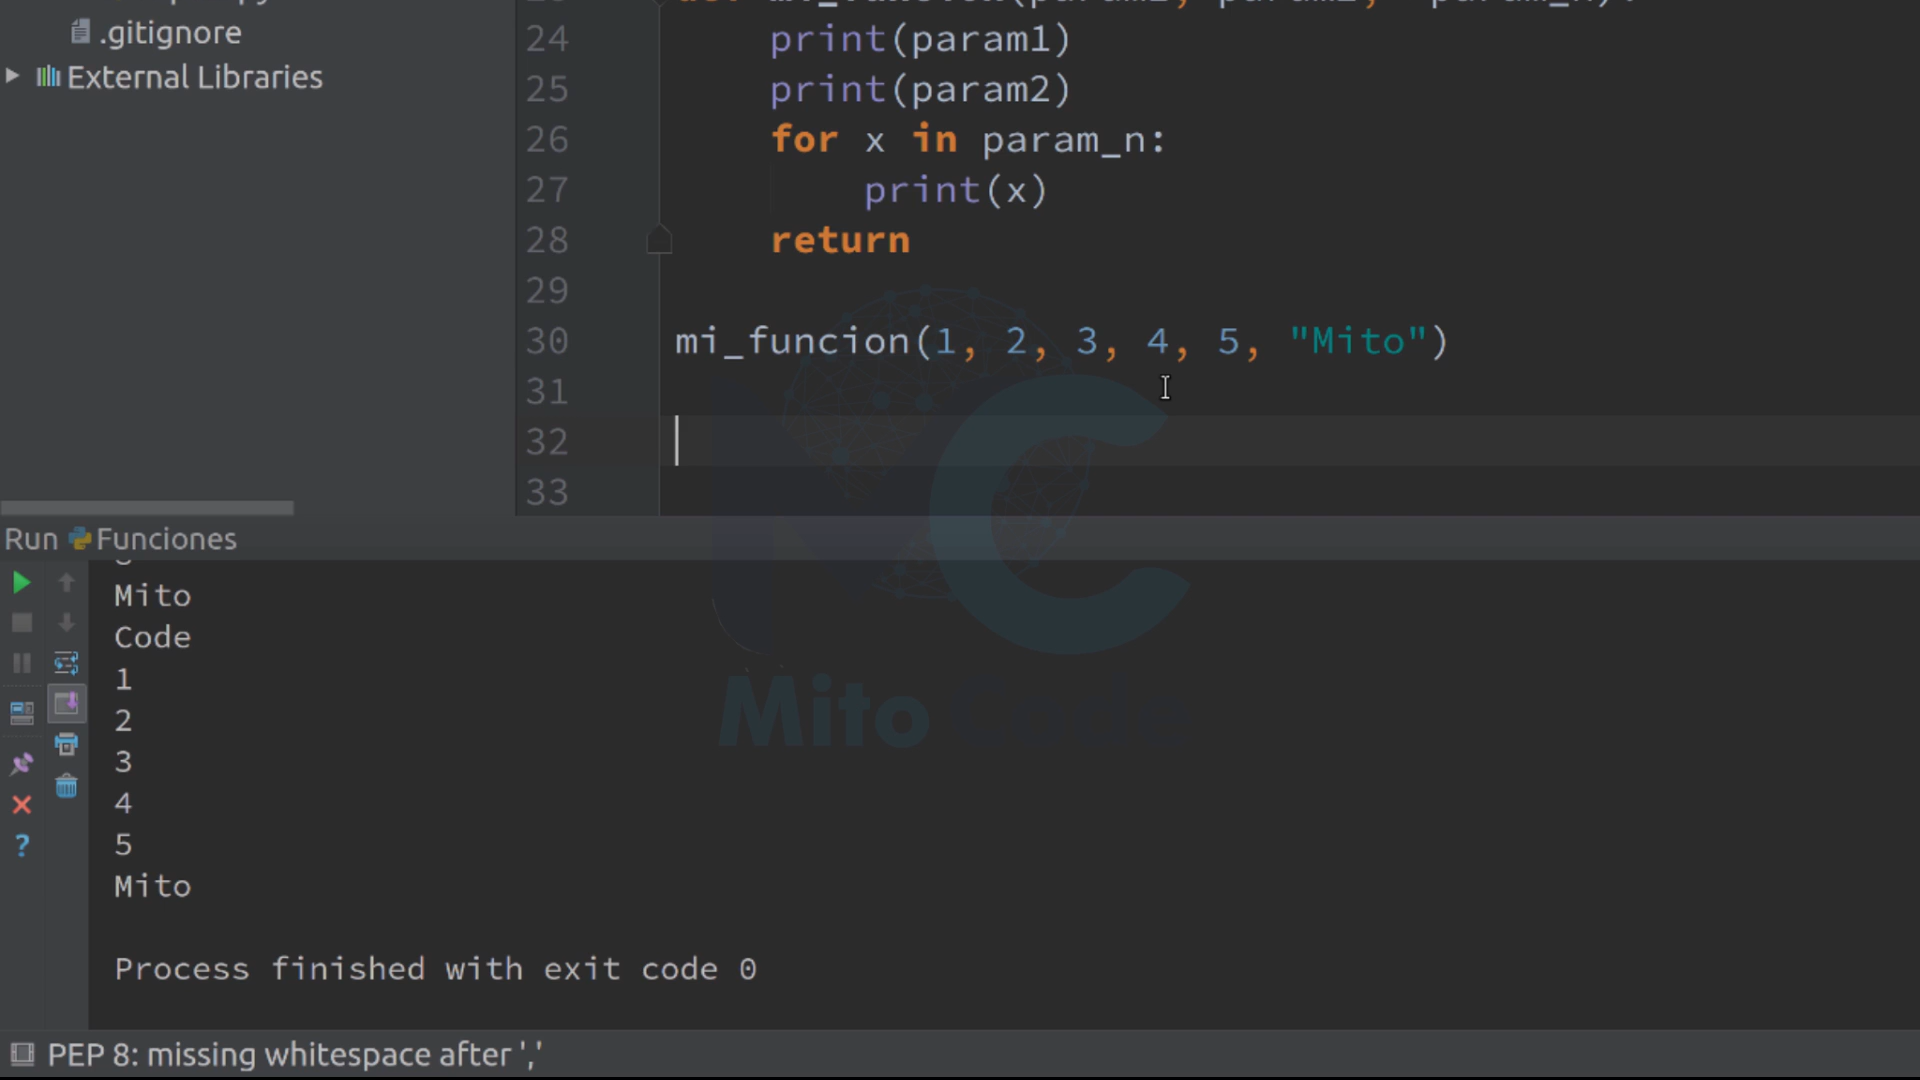 .gitignore
External Libraries
24 print(param1)
25 print(param2)
26 for x in param_n:
27 print(x)
28 return
29
30 mi_funcion(1, 2, 3, 4, 5, "Mito")
31
32
33
Run Funciones
Mito
Code
1
2
3
4
5
Mito
Process finished with exit code 0
Mito
PEP 8: missing whitespace after ','